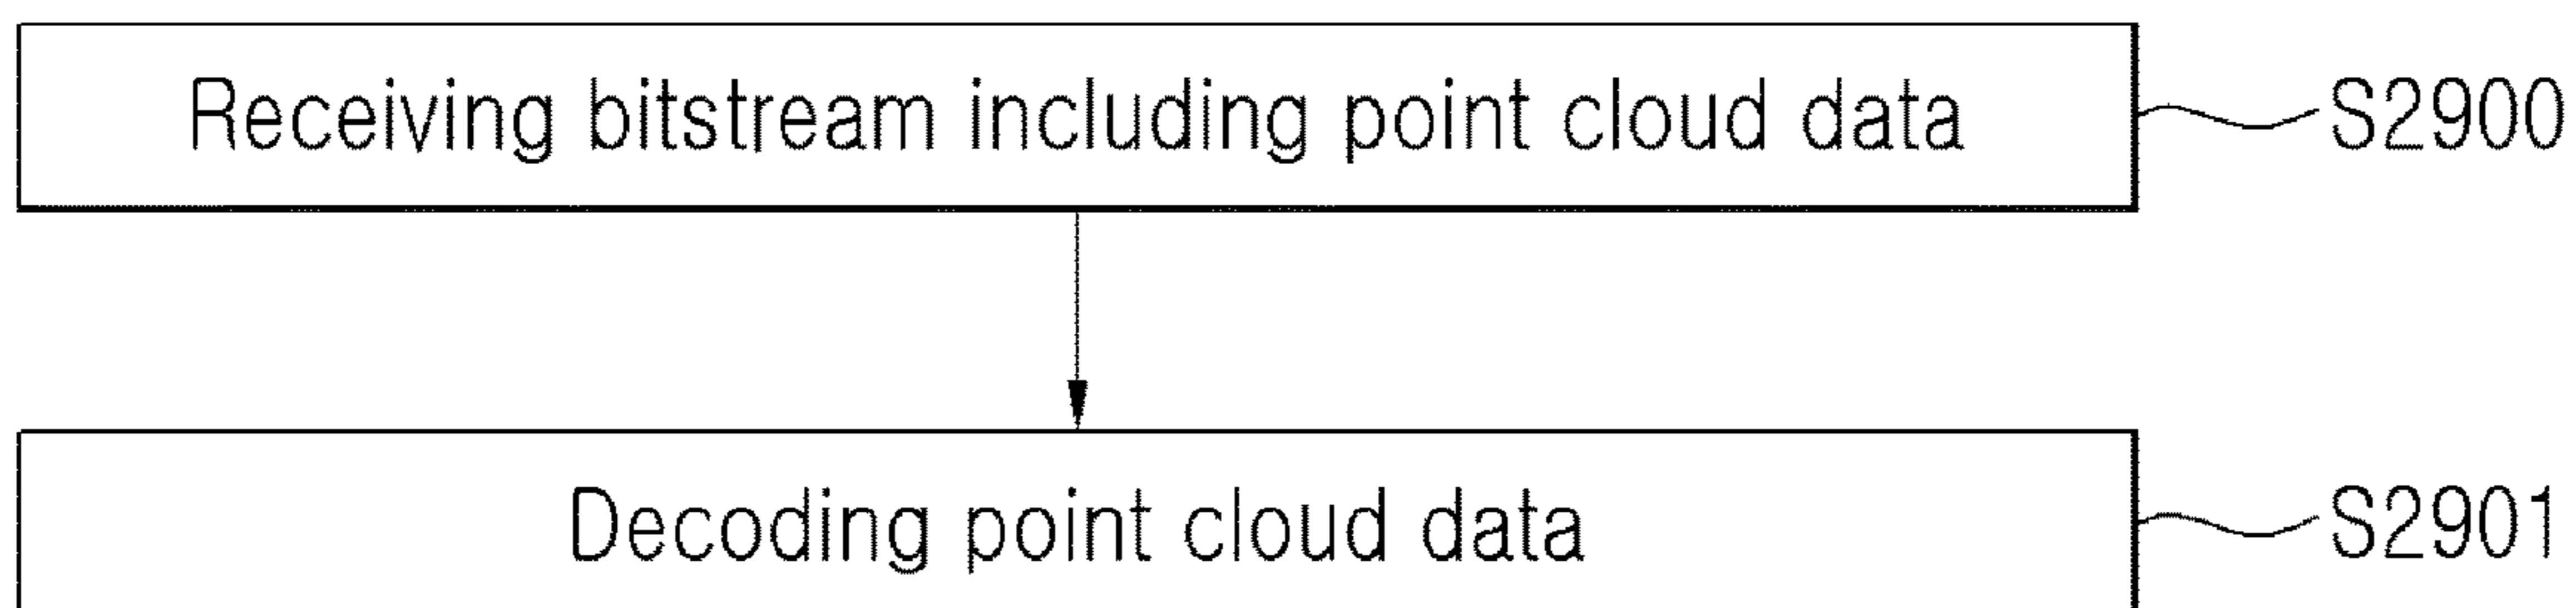 Receiving bitstream including point cloud data S2900
Decoding point cloud data S2901